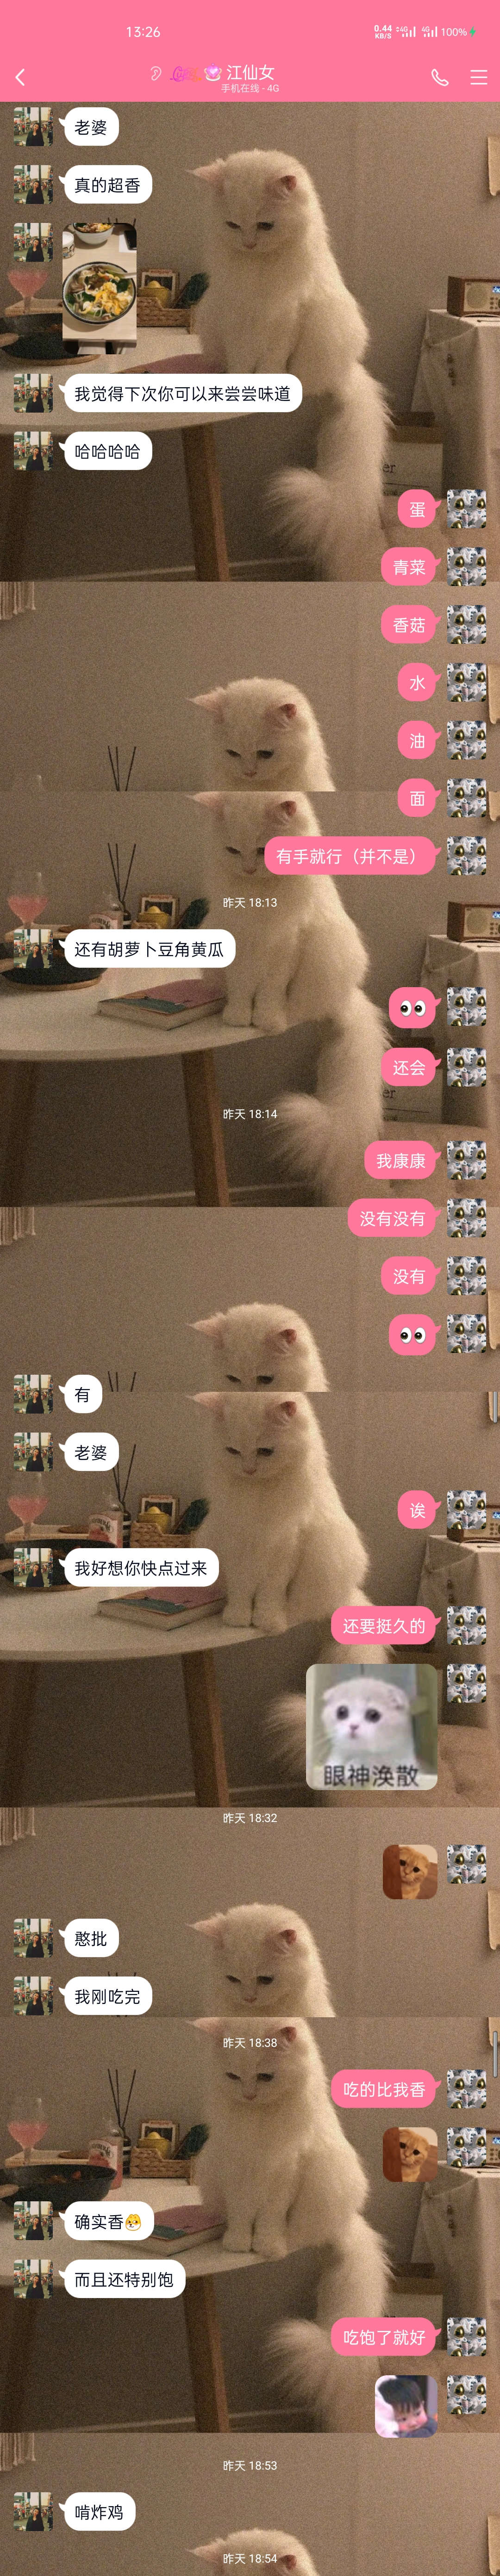 13:26
0.44 KB/S 4G 4G 100%
江仙女
手机在线 - 4G
老婆
真的超香
我觉得下次你可以来尝尝味道
哈哈哈哈
蛋
青菜
香菇
水
油
面
有手就行（并不是）
昨天 18:13
还有胡萝卜豆角黄瓜
👀
还会
昨天 18:14
我康康
没有没有
没有
👀
有
老婆
诶
我好想你快点过来
还要挺久的
眼神涣散
昨天 18:32
憨批
我刚吃完
昨天 18:38
吃的比我香
确实香
而且还特别饱
吃饱了就好
昨天 18:53
啃炸鸡
昨天 18:54